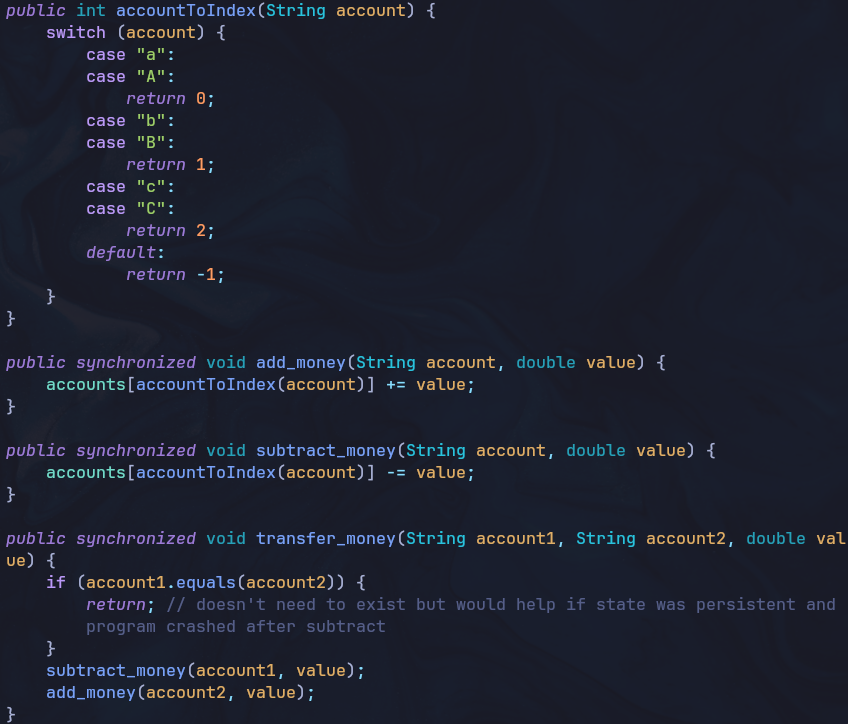 public int accountToIndex(String account) {
    switch (account) {
        case "a":
        case "A":
            return 0;
        case "b":
        case "B":
            return 1;
        case "c":
        case "C":
            return 2;
        default:
            return -1;
    }
}

public synchronized void add_money(String account, double value) {
    accounts[accountToIndex(account)] += value;
}

public synchronized void subtract_money(String account, double value) {
    accounts[accountToIndex(account)] -= value;
}

public synchronized void transfer_money(String account1, String account2, double val
ue) {
    if (account1.equals(account2)) {
        return; // doesn't need to exist but would help if state was persistent and
        program crashed after subtract
    }
    subtract_money(account1, value);
    add_money(account2, value);
}